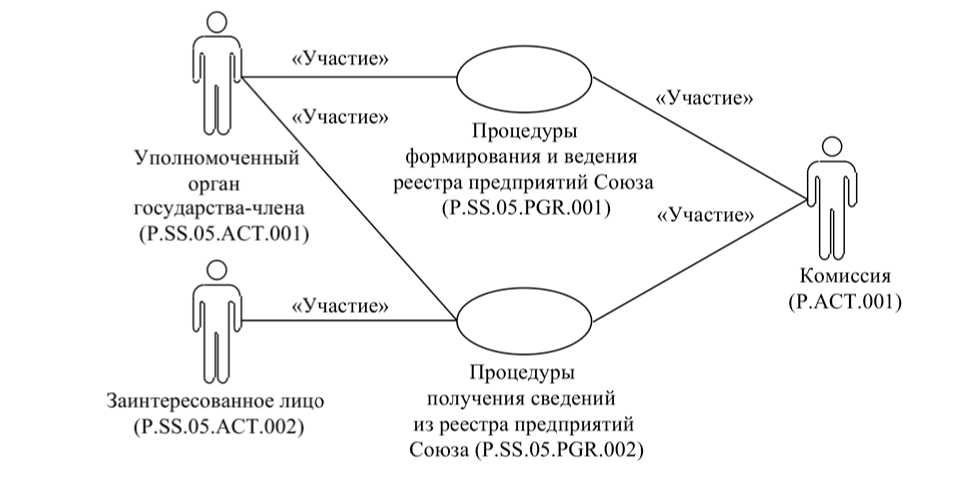 «Участие»
«Участие»
Уполномоченный
орган
государства-члена
(P.SS.05.ACT.001)
Процедуры
формирования и ведения
реестра предприятий Союза
(P.SS.05.PGR.001)
«Участие»
«Участие»
Комиссия
(P.ACT.001)
«Участие»
Заинтересованное лицо
(P.SS.05.ACT.002)
Процедуры
получения сведений
из реестра предприятий
Союза (P.SS.05.PGR.002)